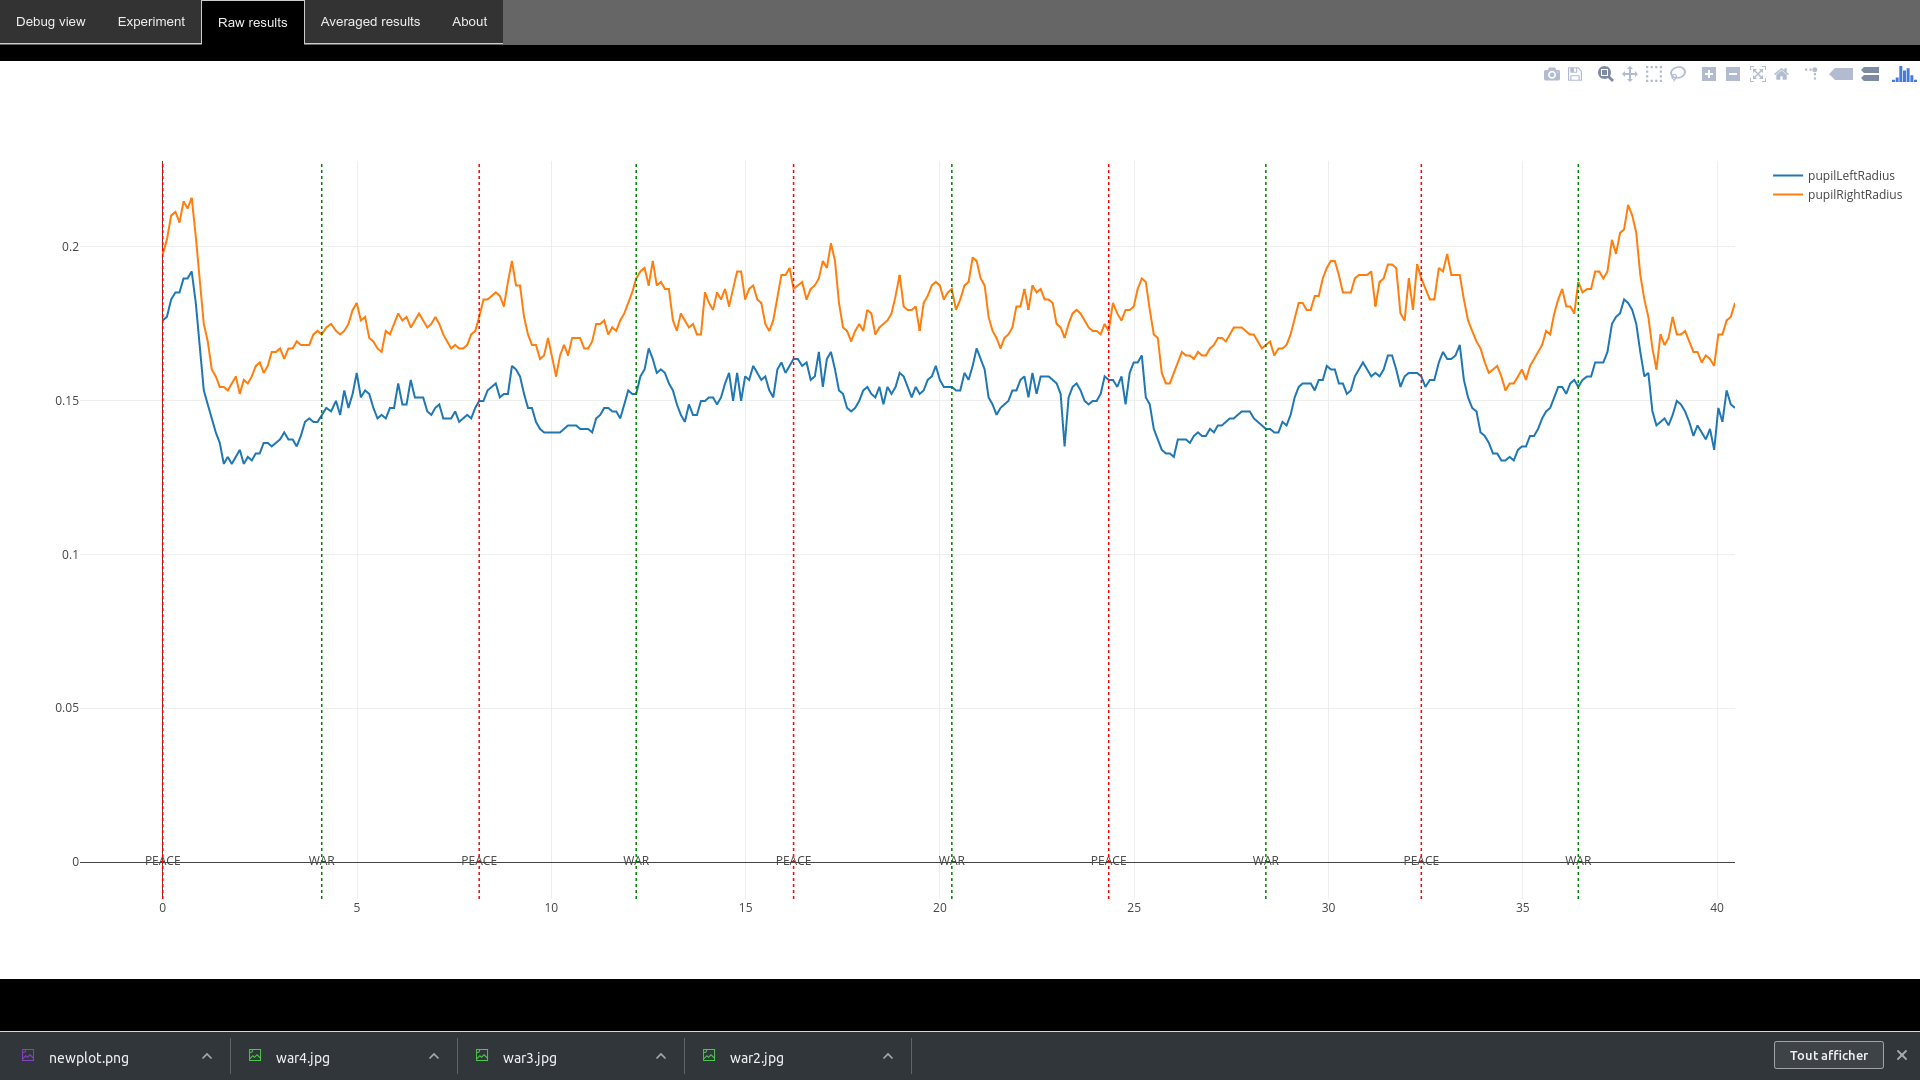 Debug view Experiment Raw results Averaged results About
pupilLeftRadius
pupilRightRadius
0.2
0.15
0.1
0.05
0
PEACE WAR PEACE WAR PEACE WAR PEACE WAR PEACE WAR
0 5 10 15 20 25 30 35 40
newplot.png war4.jpg war3.jpg war2.jpg Tout afficher